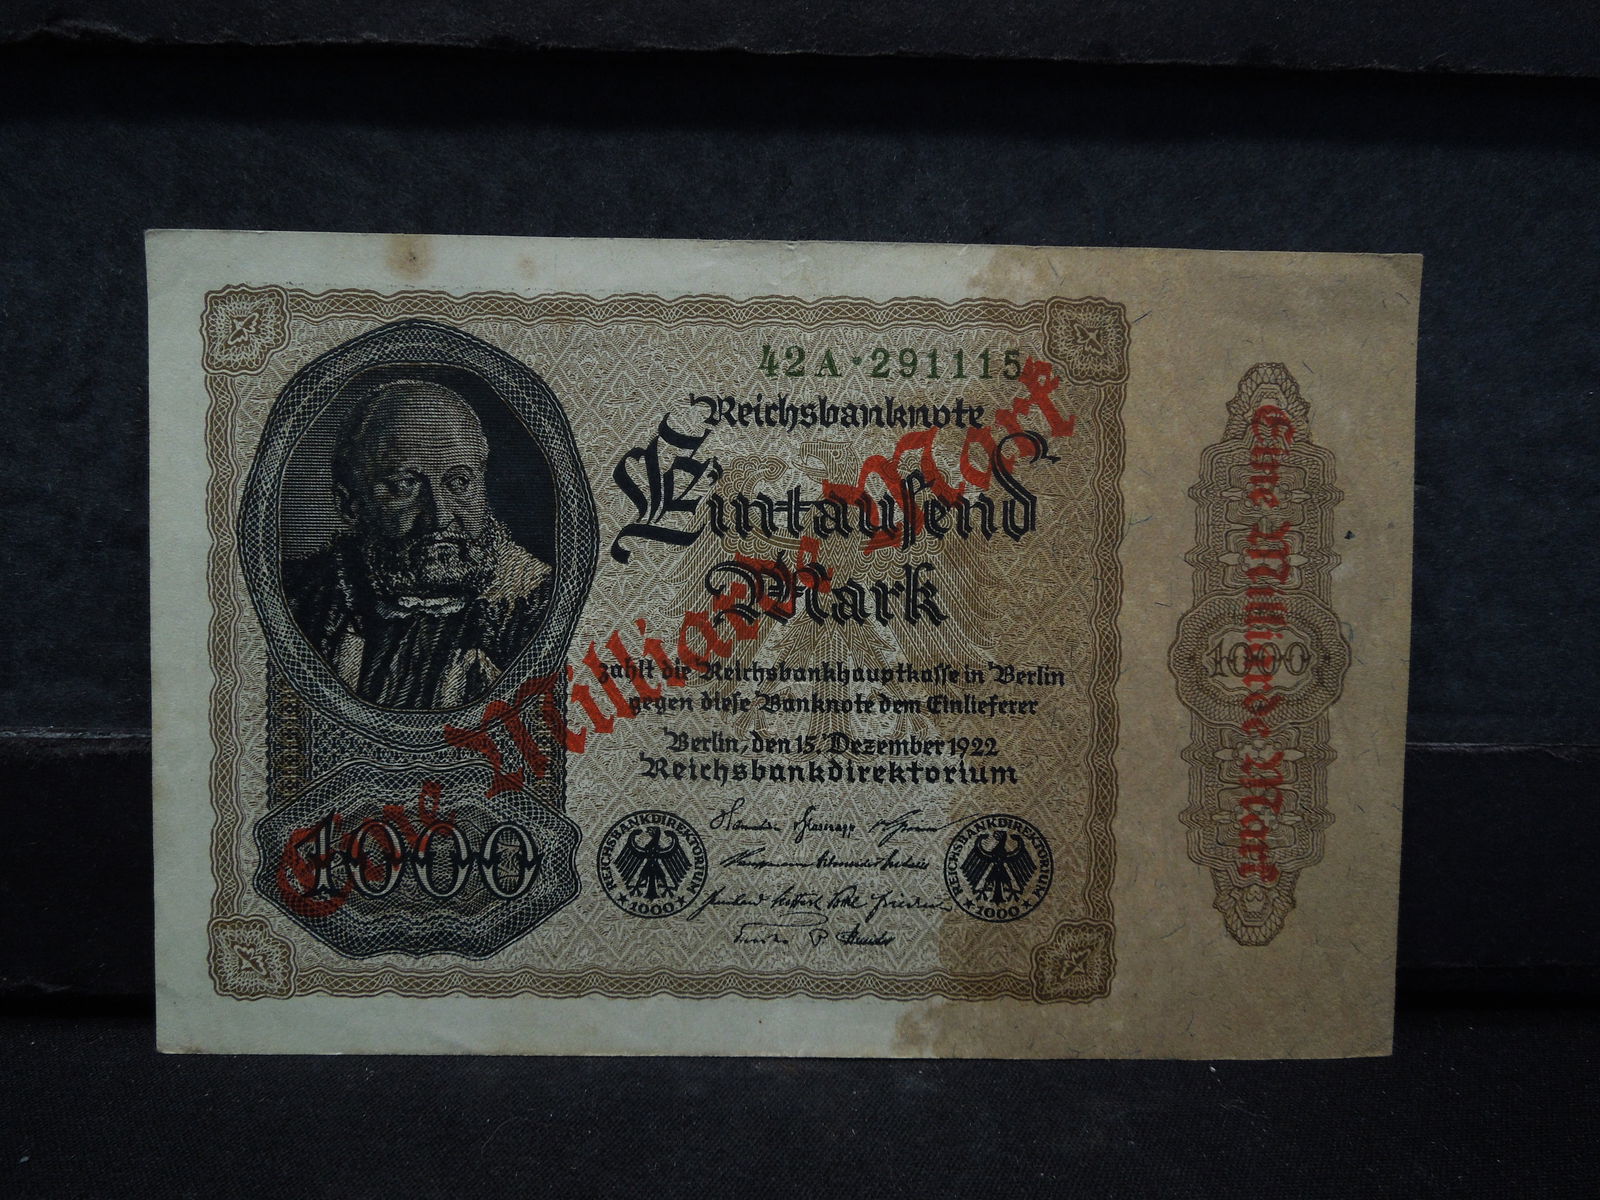 42A·291115
Reichsbanknote
Eintausend
Mark
zahlt die Reichsbankhauptkasse in Berlin
gegen diese Banknote dem Einlieferer
Berlin, den 15. Dezember 1922
Reichsbankdirektorium
Eine Milliarde Mark
1000
REICHSBANKDIREKTORIUM
1000
REICHSBANKDIREKTORIUM
1000
Eine Milliarde Mark
1000